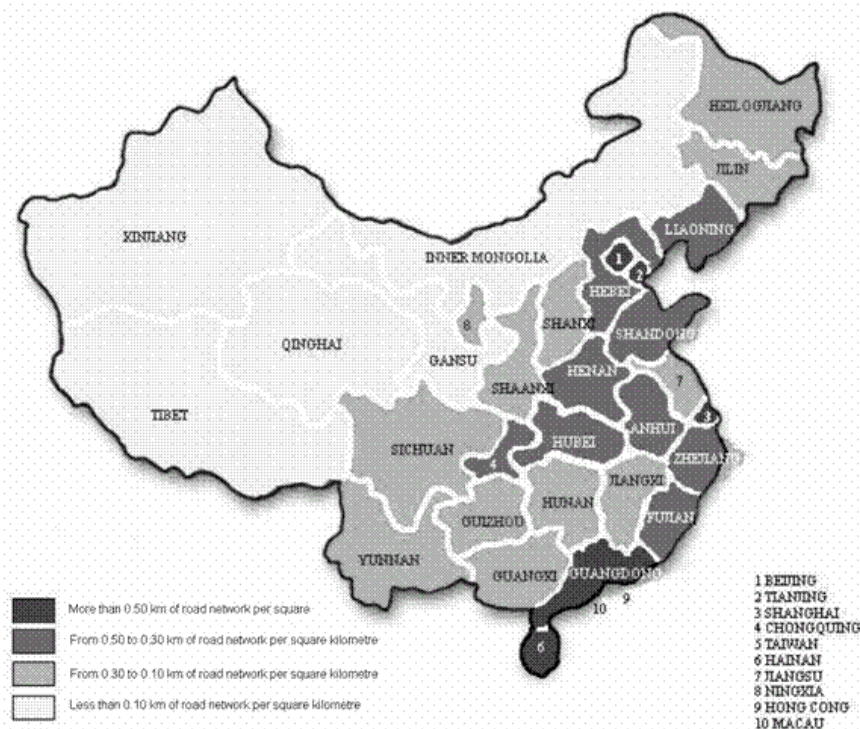 HEILOGJIANG
JILIN
LIAONING
XINJIANG
INNER MONGOLIA
1
2
HEBEI
8
SHANXI
SHANDONG
QINGHAI
GANSU
HENAN
7
SHAANXI
TIBET
3
ANHUI
SICHUAN
HUBEI
ZHEJIANG
4
JIANGXI
HUNAN
GUIZHOU
FUJIAN
YUNNAN
GUANGXI
GUANGDONG
9
10
6
More than 0.50 km of road network per square
From 0.50 to 0.30 km of road network per square kilometre
From 0.30 to 0.10 km of road network per square kilometre
Less than 0.10 km of road network per square kilometre
1 BEIJING
2 TIANJING
3 SHANGHAI
4 CHONGQUING
5 TAIWAN
6 HAINAN
7 JIANGSU
8 NINGXIA
9 HONG CONG
10 MACAU